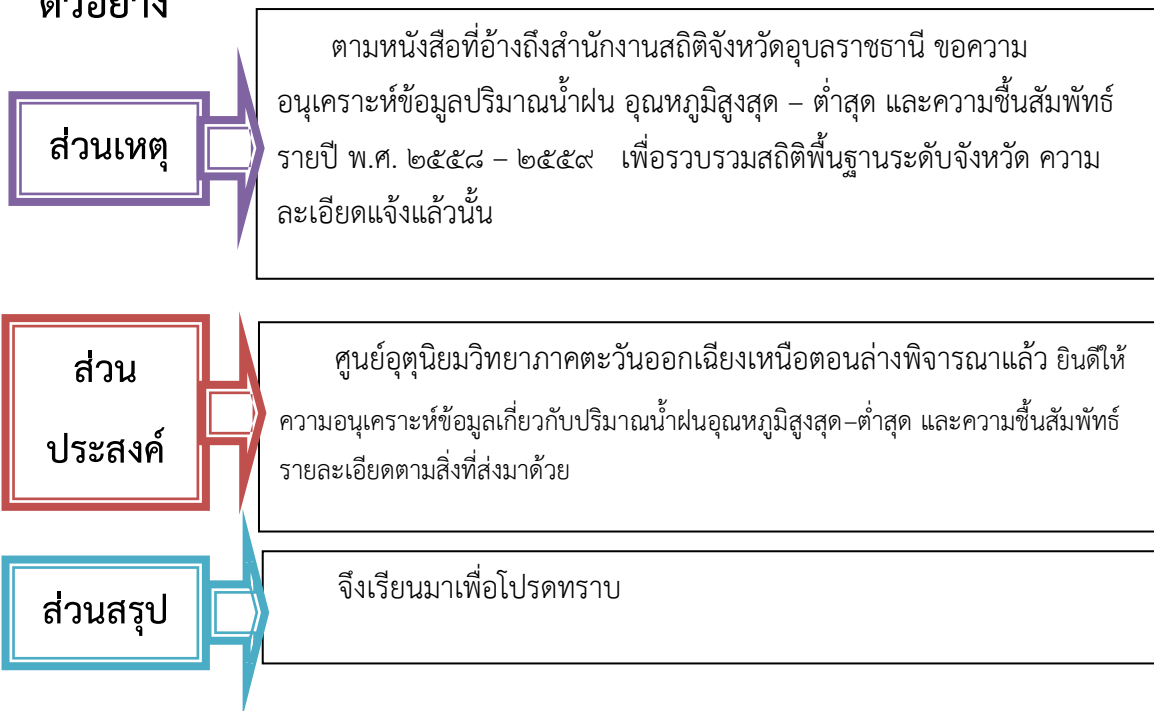 ตัวอย่าง
ส่วนเหตุ
ตามหนังสือที่อ้างถึงสำนักงานสถิติจังหวัดอุบลราชธานี ขอความ
อนุเคราะห์ข้อมูลปริมาณน้ำฝน อุณหภูมิสูงสุด – ต่ำสุด และความชื้นสัมพัทธ์
รายปี พ.ศ. ๒๕๕๘ – ๒๕๕๙ เพื่อรวบรวมสถิติพื้นฐานระดับจังหวัด ความ
ละเอียดแจ้งแล้วนั้น
ส่วน
ประสงค์
ศูนย์อุตุนิยมวิทยาภาคตะวันออกเฉียงเหนือตอนล่างพิจารณาแล้ว ยินดีให้
ความอนุเคราะห์ข้อมูลเกี่ยวกับปริมาณน้ำฝนอุณหภูมิสูงสุด–ต่ำสุด และความชื้นสัมพัทธ์
รายละเอียดตามสิ่งที่ส่งมาด้วย
ส่วนสรุป
จึงเรียนมาเพื่อโปรดทราบ